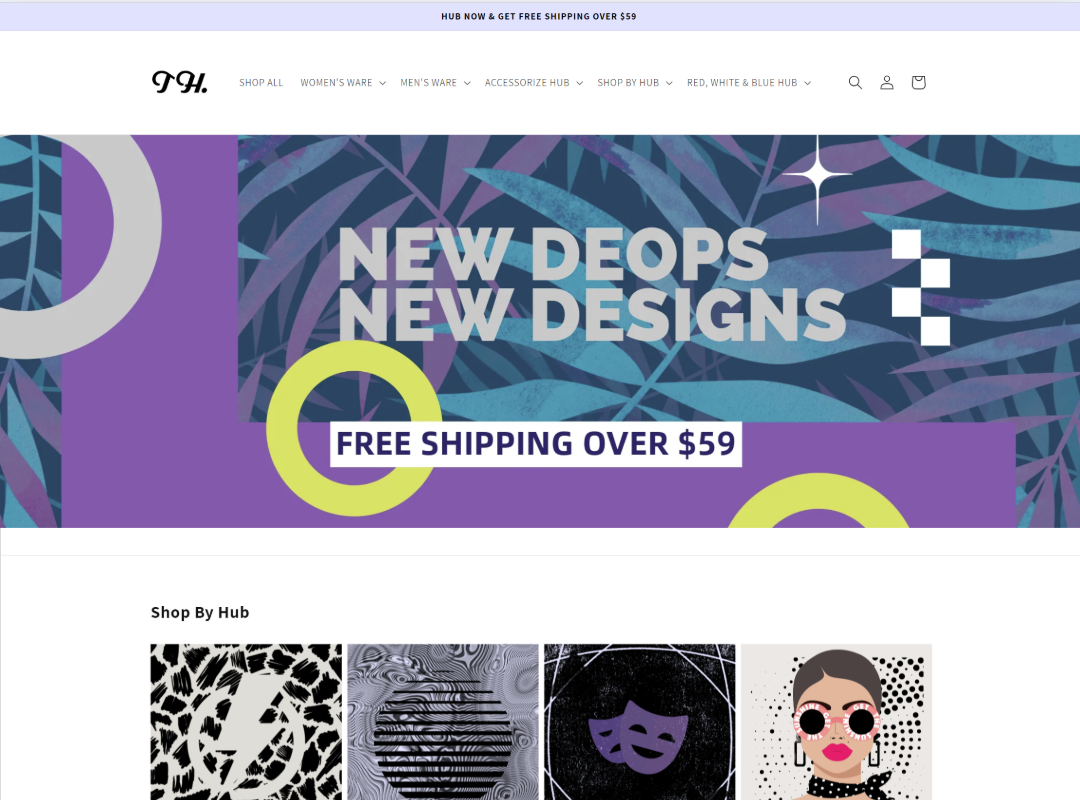 HUB NOW & GET FREE SHIPPING OVER $59
TH.
SHOP ALL WOMEN'S WARE MEN'S WARE ACCESSORIZE HUB SHOP BY HUB RED, WHITE & BLUE HUB
NEW DEOPS
NEW DESIGNS
FREE SHIPPING OVER $59
Shop By Hub